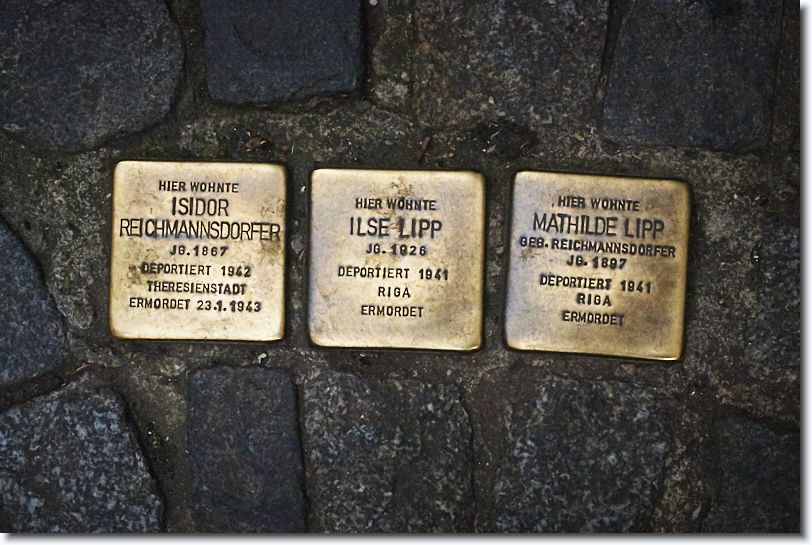 HIER WOHNTE
ISIDOR
REICHMANNSDORFER
JG. 1867
DEPORTIERT 1942
THERESIENSTADT
ERMORDET 23.1.1943
HIER WOHNTE
ILSE LIPP
JG. 1926
DEPORTIERT 1941
RIGA
ERMORDET
HIER WOHNTE
MATHILDE LIPP
GEB. REICHMANNSDORFER
JG. 1897
DEPORTIERT 1941
RIGA
ERMORDET